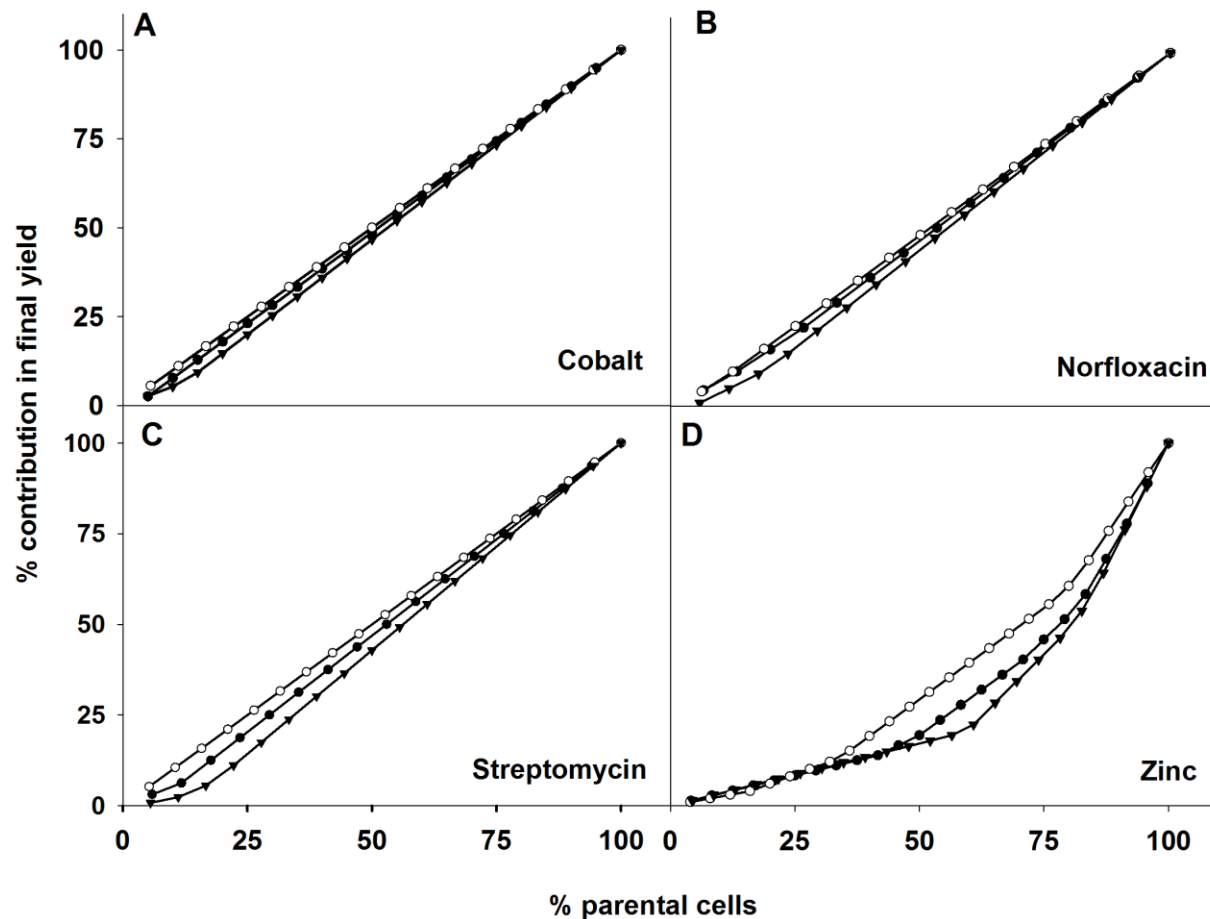 A
B
100
75
50
25
0
Cobalt
Norfloxacin
C
D
100
75
50
25
0
Streptomycin
Zinc
0 25 50 75 100 0 25 50 75 100
% contribution in final yield
% parental cells